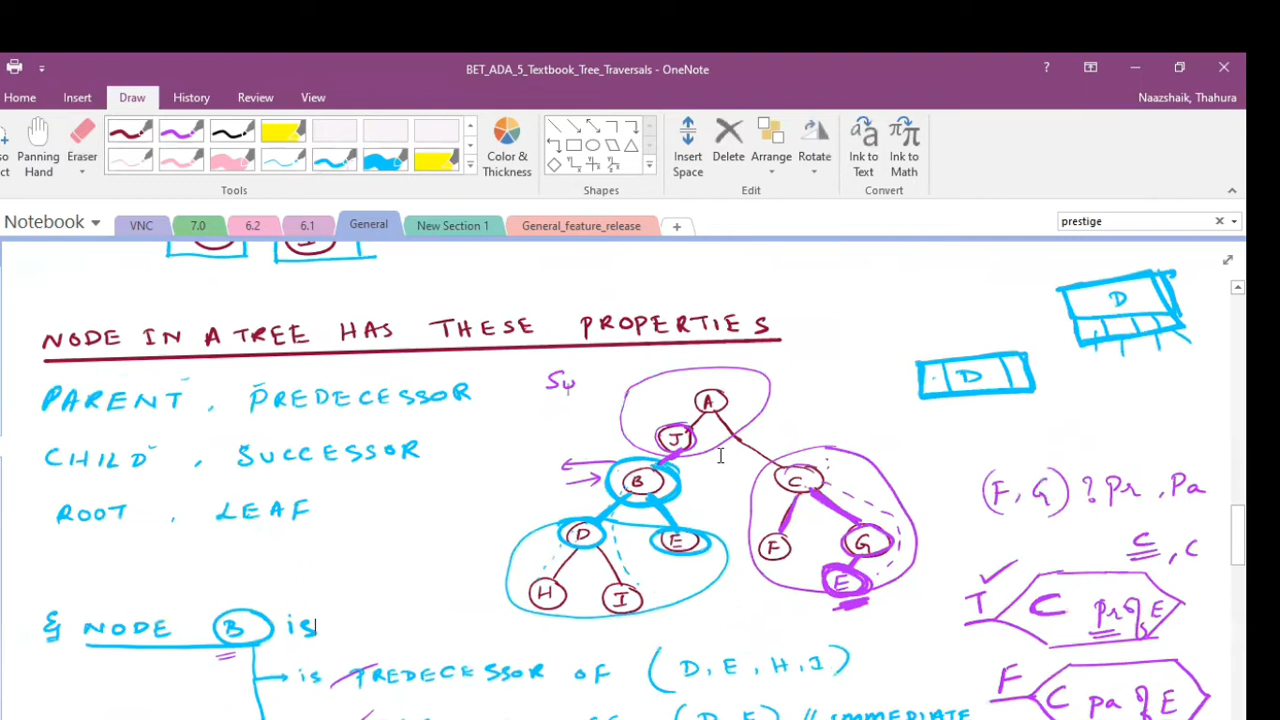 BET_ADA_5_Textbook_Tree_Traversals - OneNote
?
Home Insert Draw History Review View
Naazshaik, Thahura
Panning Hand
Eraser
Color & Thickness
Insert Space
Delete
Arrange
Rotate
Ink to Text
Ink to Math
Tools
Shapes
Edit
Convert
Notebook
VNC
7.0
6.2
6.1
General
New Section 1
General_feature_release
prestige
I
D
NODE IN A TREE HAS THESE PROPERTIES
D
PARENT, PREDECESSOR
A
J
CHILD, SUCCESSOR
B
C
(F, G) ? Pr, Pa
ROOT, LEAF
D
E
F
G
C, C
H
I
E
T C pr of E
& NODE B is
is PREDECESSOR OF (D, E, H, I)
F C pa of E
(D, E) // IMMEDIATE